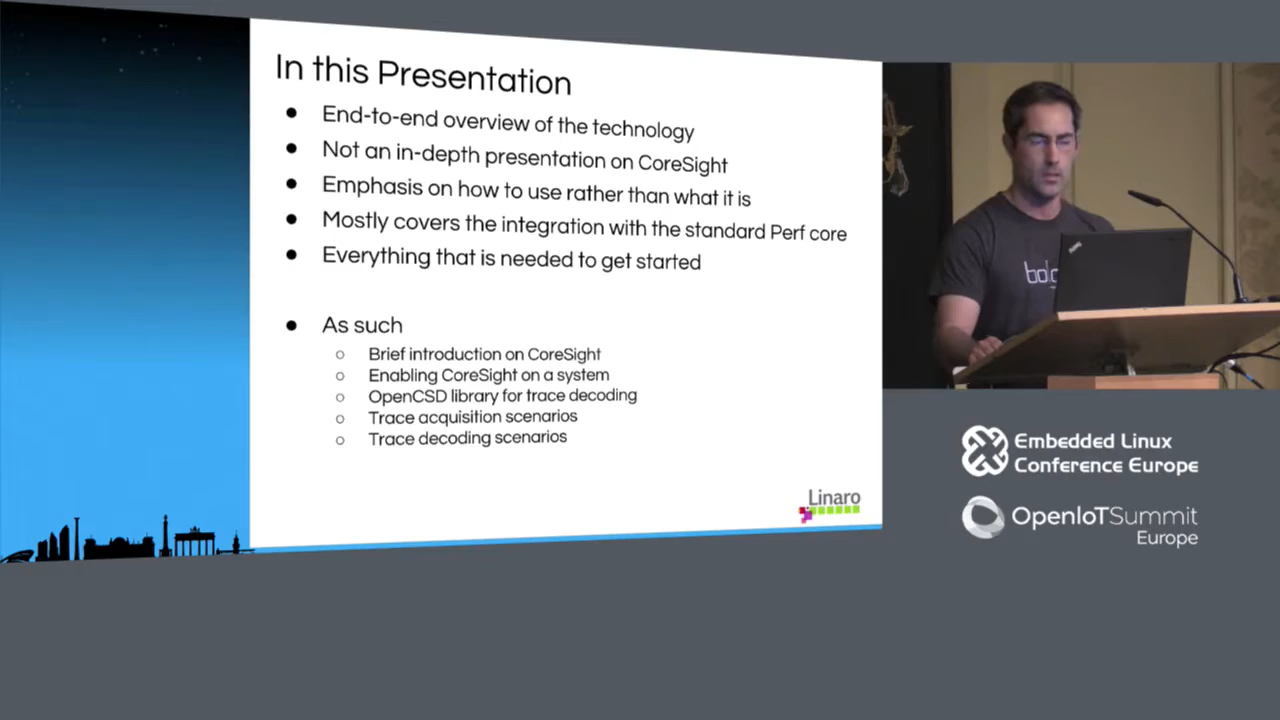 In this Presentation
End-to-end overview of the technology
Not an in-depth presentation on CoreSight
Emphasis on how to use rather than what it is
Mostly covers the integration with the standard Perf core
Everything that is needed to get started
As such
Brief introduction on CoreSight
Enabling CoreSight on a system
OpenCSD library for trace decoding
Trace acquisition scenarios
Trace decoding scenarios
Linaro
Embedded Linux
Conference Europe
OpenIoTSummit
Europe